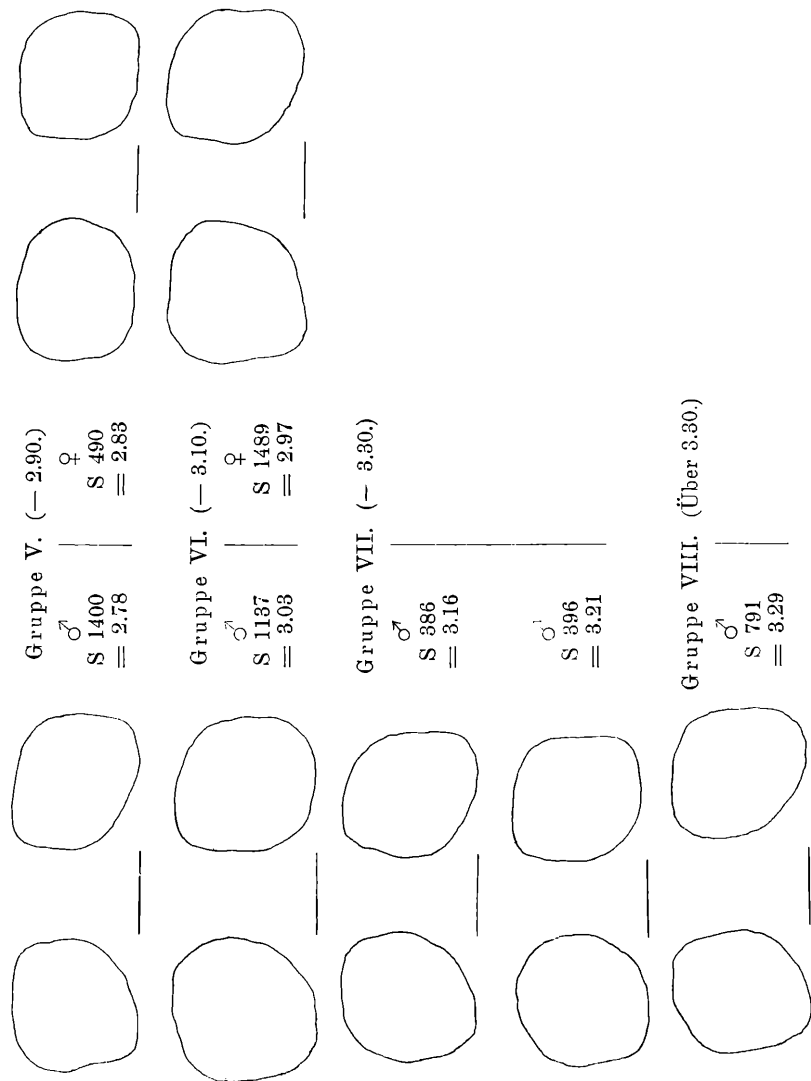 Gruppe V. (— 2.90.)
♂ ♀
S 1400 S 490
= 2.78 = 2.83
Gruppe VI. (— 3.10.)
♂ ♀
S 1137 S 1489
= 3.03 = 2.97
Gruppe VII. (— 3.30.)
♂
S 386
= 3.16
♂
S 396
= 3.21
Gruppe VIII. (Über 3.30.)
♂
S 791
= 3.29